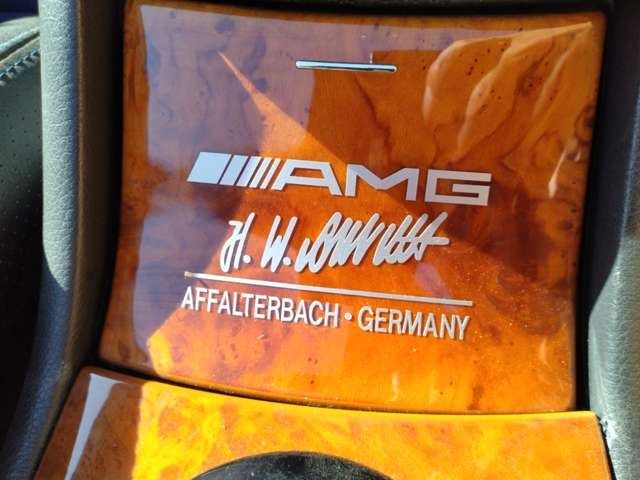 AMG
H. W.
AFFALTERBACH · GERMANY